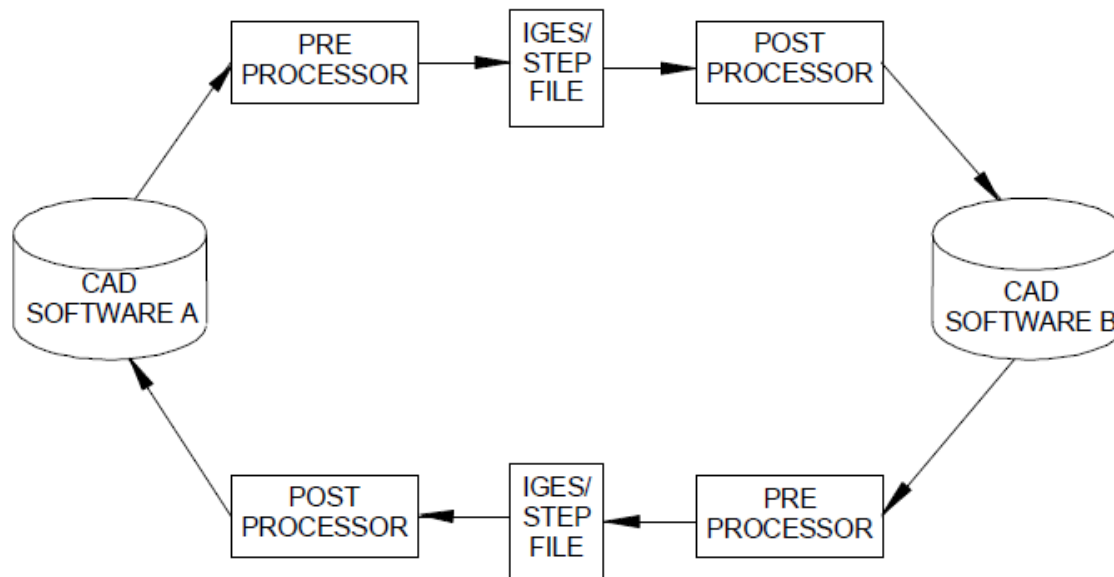 PRE
PROCESSOR
IGES/
STEP
FILE
POST
PROCESSOR
CAD
SOFTWARE A
CAD
SOFTWARE B
POST
PROCESSOR
IGES/
STEP
FILE
PRE
PROCESSOR